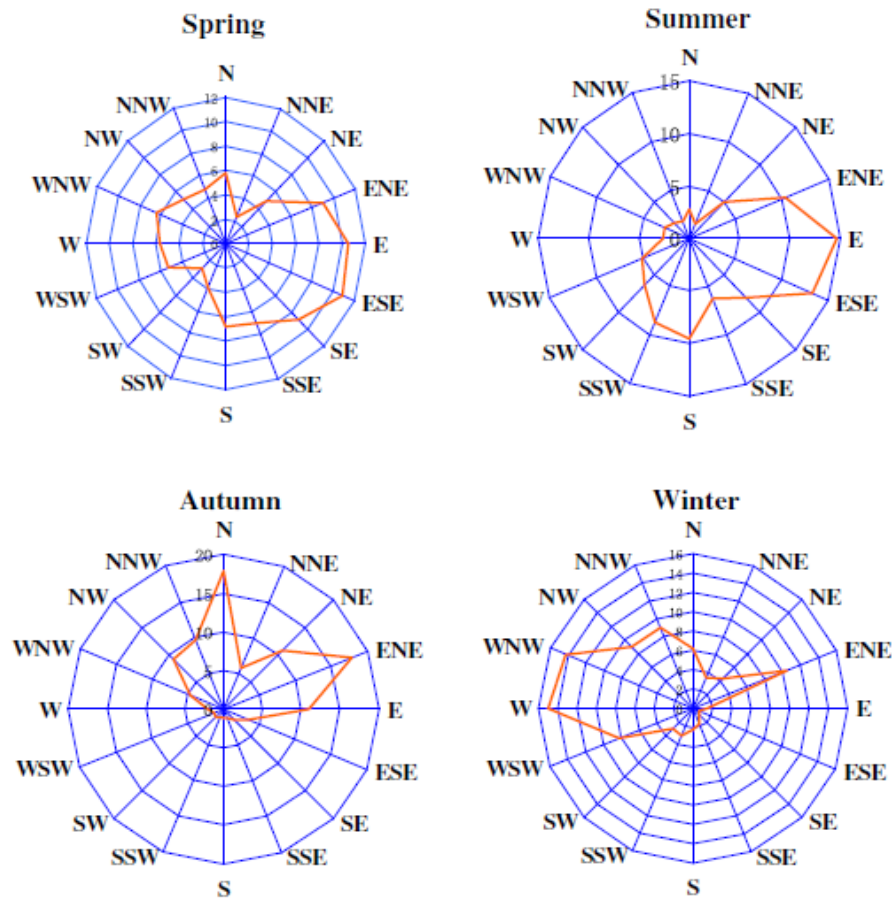 Spring
N
NNW
NNE
NW
NE
WNW
ENE
W
E
WSW
ESE
SW
SE
SSW
SSE
S
12
10
8
6
4
2
0
Summer
N
NNW
NNE
NW
NE
WNW
ENE
W
E
WSW
ESE
SW
SE
SSW
SSE
S
15
10
5
0
Autumn
N
NNW
NNE
NW
NE
WNW
ENE
W
E
WSW
ESE
SW
SE
SSW
SSE
S
20
15
10
5
0
Winter
N
NNW
NNE
NW
NE
WNW
ENE
W
E
WSW
ESE
SW
SE
SSW
SSE
S
16
14
12
10
8
6
4
2
0